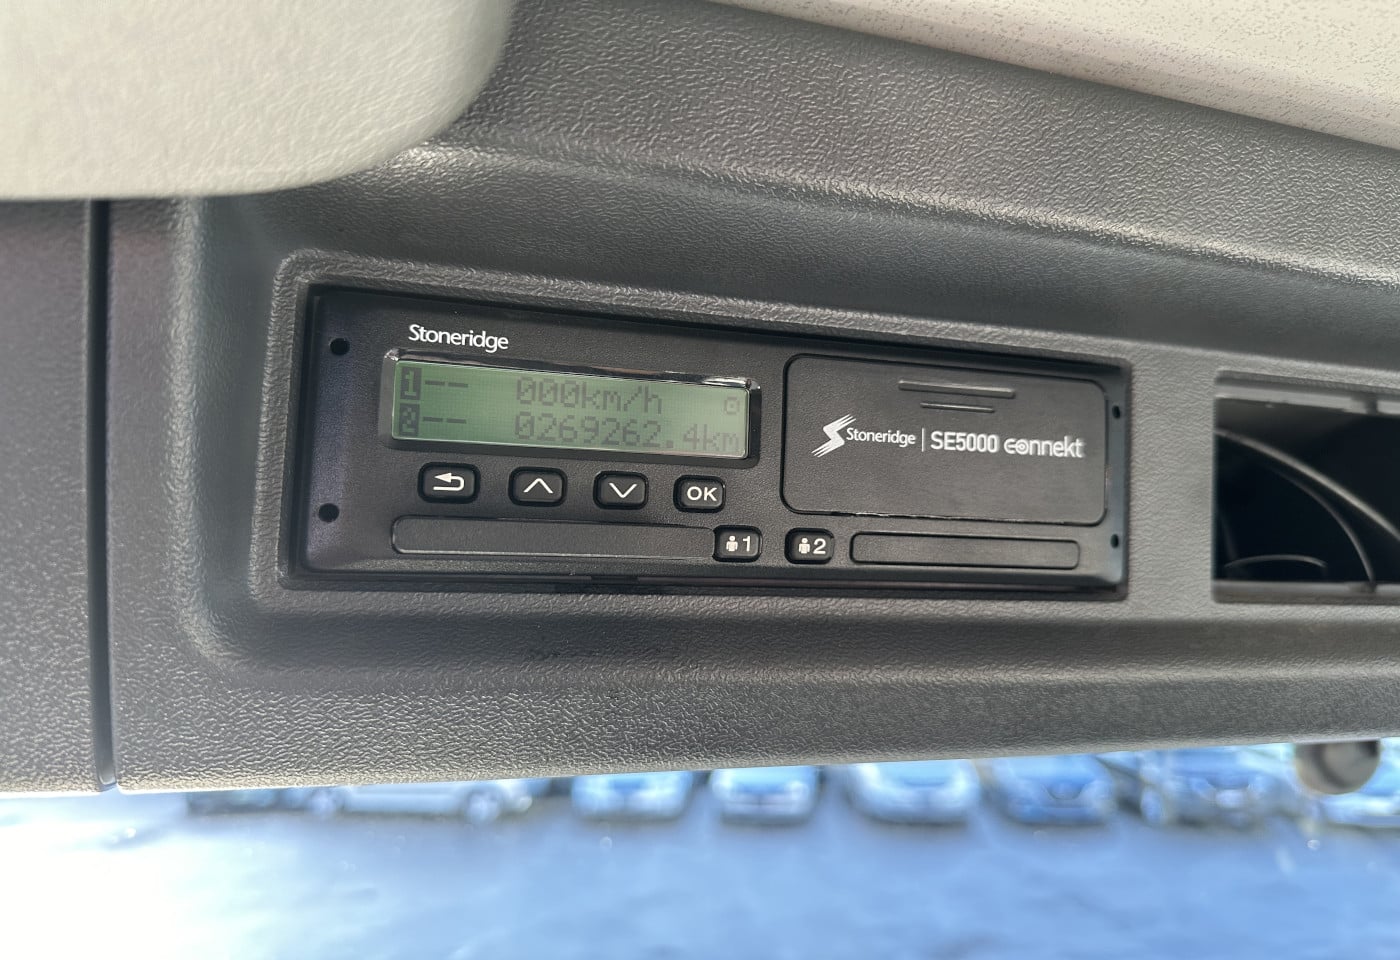 Stoneridge
1-- 000km/h
2-- 0269262.4km
Stoneridge | SE5000 connekt
OK
1
2